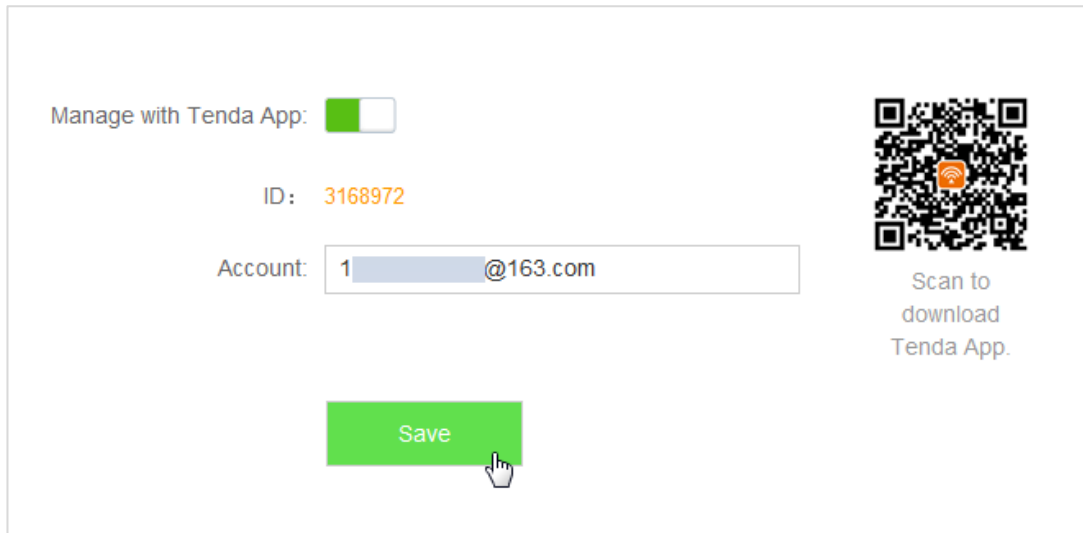 Manage with Tenda App:
ID： 3168972
Account: 1 @163.com
Scan to
download
Tenda App.
Save